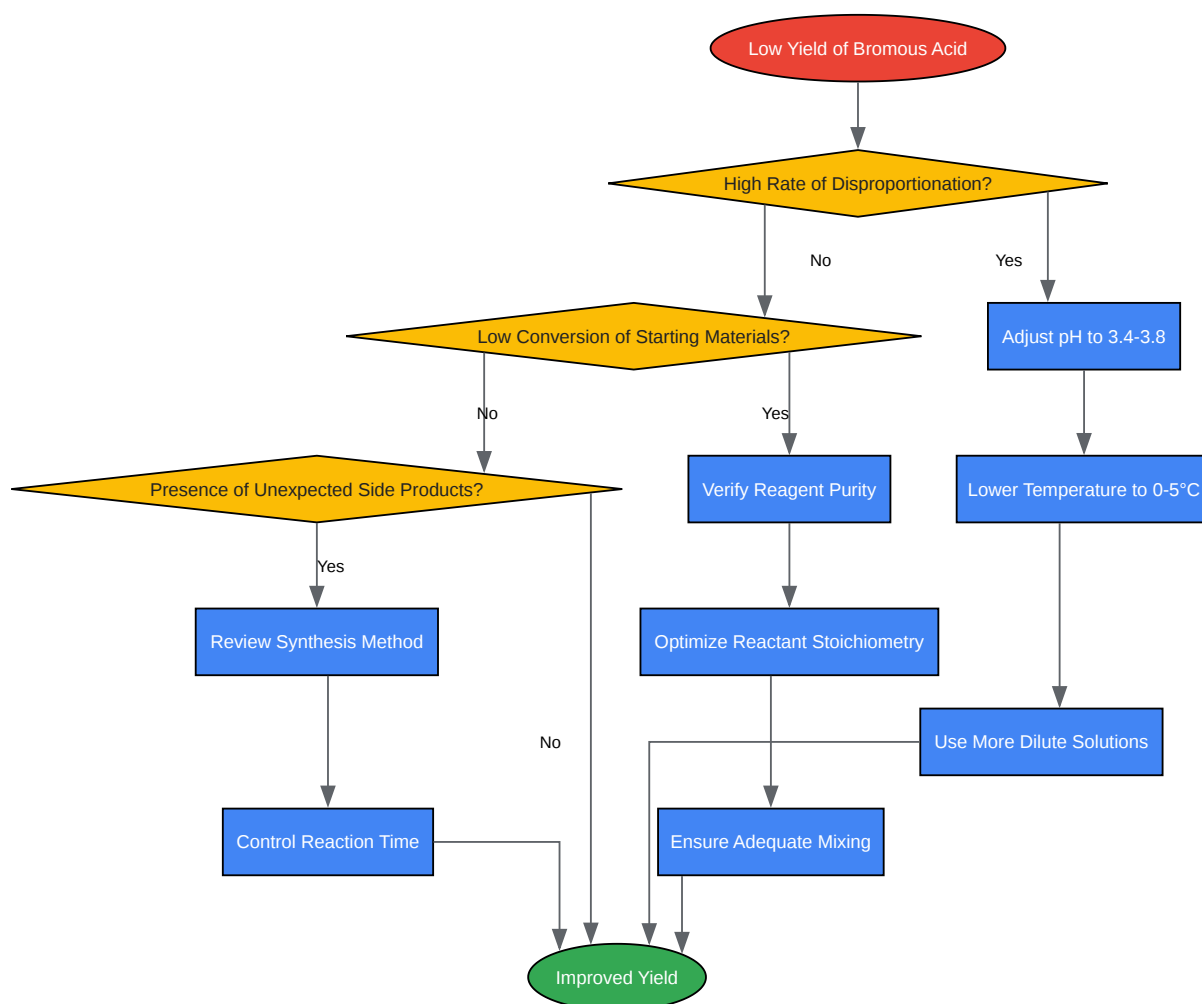 Low Yield of Bromous Acid
High Rate of Disproportionation?
No
Yes
Low Conversion of Starting Materials?
Adjust pH to 3.4-3.8
No
Yes
Presence of Unexpected Side Products?
Verify Reagent Purity
Lower Temperature to 0-5°C
Yes
Review Synthesis Method
Optimize Reactant Stoichiometry
No
Use More Dilute Solutions
Control Reaction Time
Ensure Adequate Mixing
Improved Yield